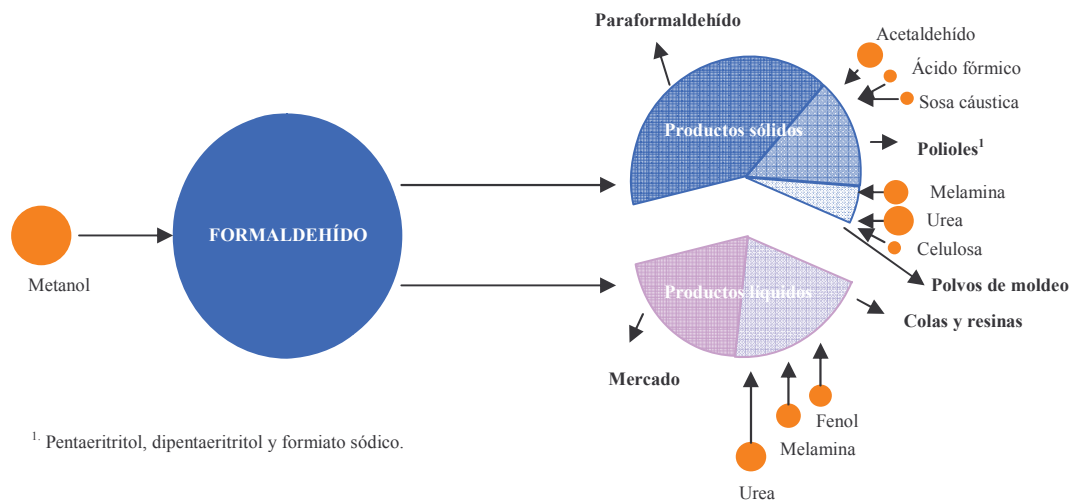 Paraformaldehído
Acetaldehído
Ácido fórmico
Sosa cáustica
Productos sólidos
Polioles¹
Melamina
Urea
Celulosa
FORMALDEHÍDO
Metanol
Polvos de moldeo
Productos líquidos
Colas y resinas
Mercado
Fenol
Melamina
Urea
¹. Pentaeritritol, dipentaeritritol y formiato sódico.